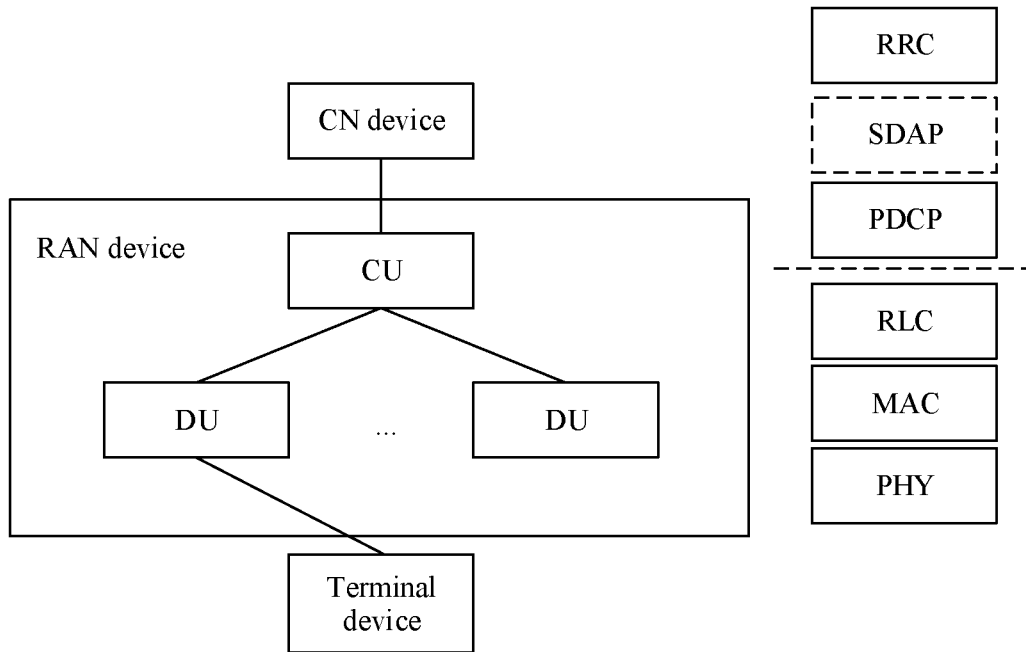 CN device
RAN device
CU
DU
...
DU
Terminal
device
RRC
SDAP
PDCP
RLC
MAC
PHY